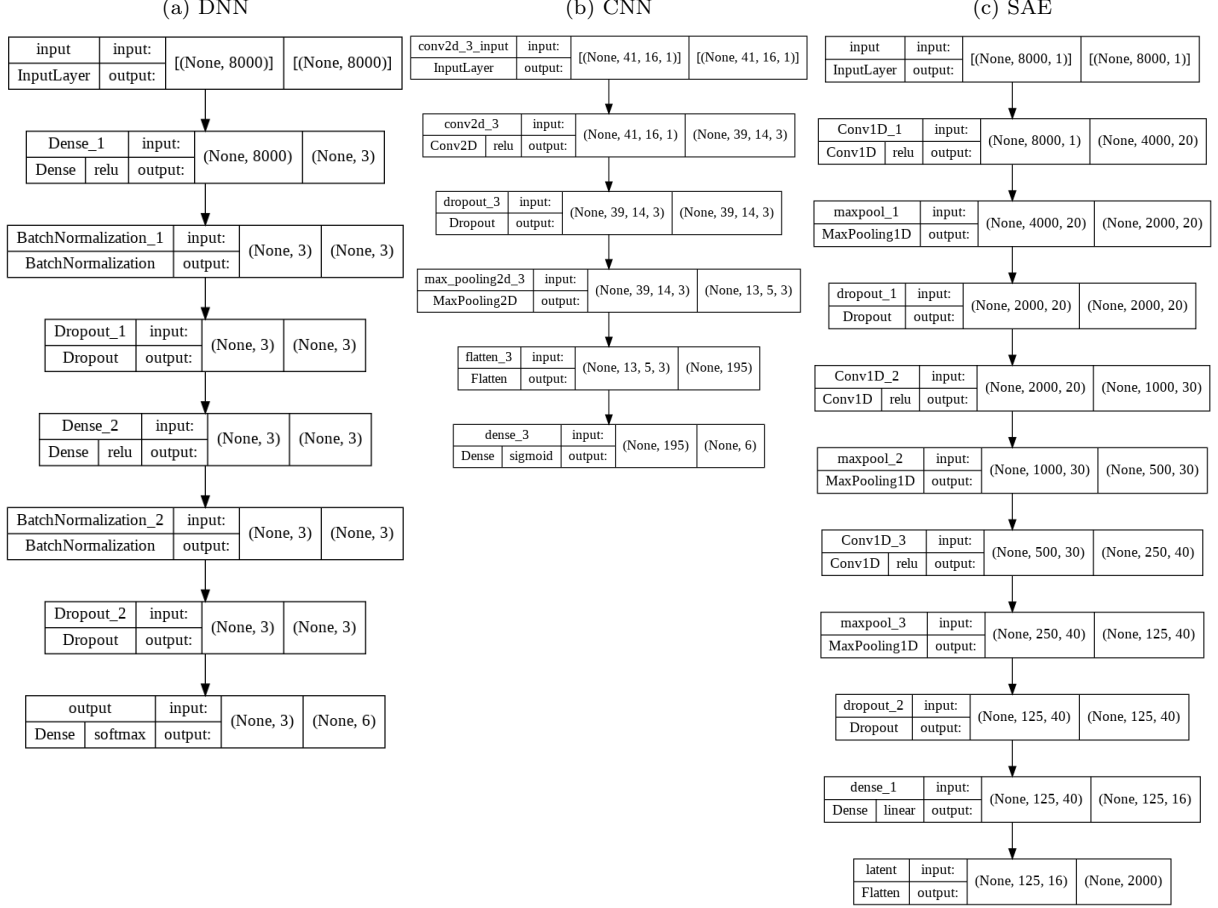 (a) DNN
input input: [(None, 8000)] [(None, 8000)]
InputLayer output:
Dense_1 input: (None, 8000) (None, 3)
Dense relu output:
BatchNormalization_1 input: (None, 3) (None, 3)
BatchNormalization output:
Dropout_1 input: (None, 3) (None, 3)
Dropout output:
Dense_2 input: (None, 3) (None, 3)
Dense relu output:
BatchNormalization_2 input: (None, 3) (None, 3)
BatchNormalization output:
Dropout_2 input: (None, 3) (None, 3)
Dropout output:
output input: (None, 3) (None, 6)
Dense softmax output:
(b) CNN
conv2d_3_input input: [(None, 41, 16, 1)] [(None, 41, 16, 1)]
InputLayer output:
conv2d_3 input: (None, 41, 16, 1) (None, 39, 14, 3)
Conv2D relu output:
dropout_3 input: (None, 39, 14, 3) (None, 39, 14, 3)
Dropout output:
max_pooling2d_3 input: (None, 39, 14, 3) (None, 13, 5, 3)
MaxPooling2D output:
flatten_3 input: (None, 13, 5, 3) (None, 195)
Flatten output:
dense_3 input: (None, 195) (None, 6)
Dense sigmoid output:
(c) SAE
input input: [(None, 8000, 1)] [(None, 8000, 1)]
InputLayer output:
Conv1D_1 input: (None, 8000, 1) (None, 4000, 20)
Conv1D relu output:
maxpool_1 input: (None, 4000, 20) (None, 2000, 20)
MaxPooling1D output:
dropout_1 input: (None, 2000, 20) (None, 2000, 20)
Dropout output:
Conv1D_2 input: (None, 2000, 20) (None, 1000, 30)
Conv1D relu output:
maxpool_2 input: (None, 1000, 30) (None, 500, 30)
MaxPooling1D output:
Conv1D_3 input: (None, 500, 30) (None, 250, 40)
Conv1D relu output:
maxpool_3 input: (None, 250, 40) (None, 125, 40)
MaxPooling1D output:
dropout_2 input: (None, 125, 40) (None, 125, 40)
Dropout output:
dense_1 input: (None, 125, 40) (None, 125, 16)
Dense linear output:
latent input: (None, 125, 16) (None, 2000)
Flatten output: